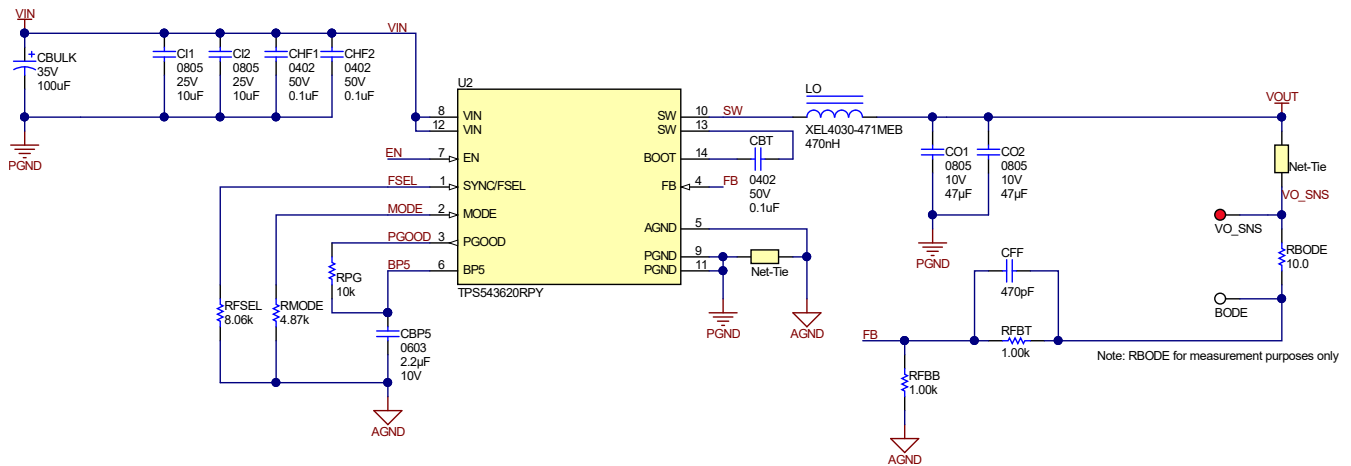 VIN
VIN
CBULK
35V
100uF
+
CI1
0805
25V
10uF
CI2
0805
25V
10uF
CHF1
0402
50V
0.1uF
CHF2
0402
50V
0.1uF
PGND
U2
8
VIN
12
VIN
EN
7
EN
FSEL
1
SYNC/FSEL
MODE
2
MODE
PGOOD
3
PGOOD
BP5
6
BP5
SW
10
SW
SW
13
BOOT
14
FB
4
FB
AGND
5
PGND
9
PGND
11
TPS543620RPY
RPG
10k
RFSEL
8.06k
RMODE
4.87k
CBP5
0603
2.2µF
10V
AGND
CBT
0402
50V
0.1uF
Net-Tie
PGND
AGND
LO
XEL4030-471MEB
470nH
CO1
0805
10V
47µF
CO2
0805
10V
47µF
PGND
VOUT
Net-Tie
VO_SNS
VO_SNS
RBODE
10.0
BODE
CFF
470pF
FB
RFBT
1.00k
RFBB
1.00k
AGND
Note: RBODE for measurement purposes only